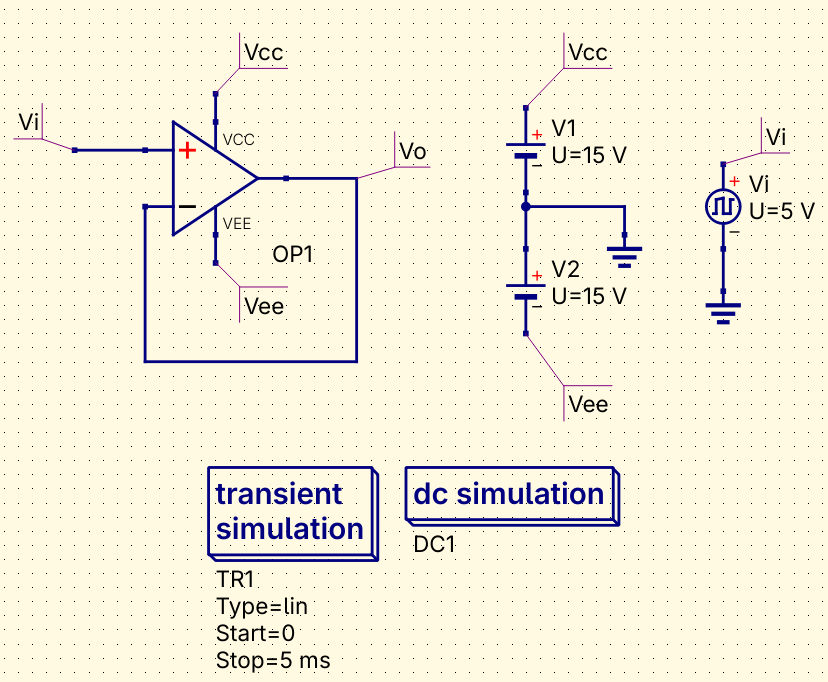 Vcc
Vi
VCC
+
−
Vo
VEE
OP1
Vee
Vcc
+
V1
U=15 V
−
+
V2
U=15 V
−
Vee
Vi
+
Vi
U=5 V
−
transient
simulation
TR1
Type=lin
Start=0
Stop=5 ms
dc simulation
DC1